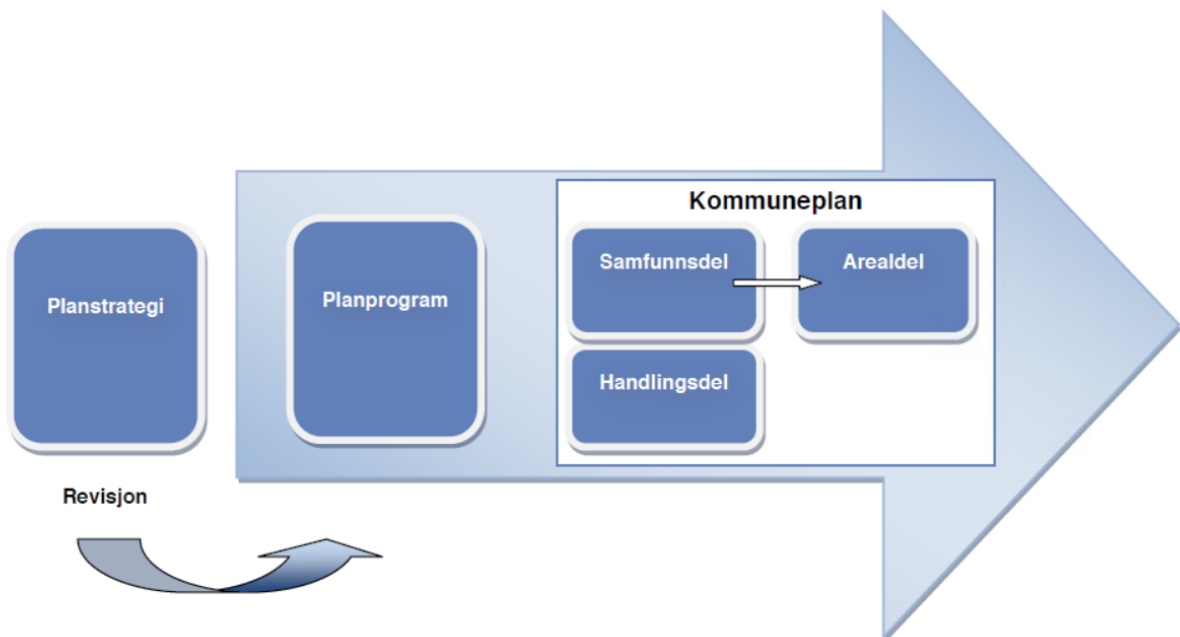 Kommuneplan
Planstrategi
Planprogram
Samfunnsdel
Arealdel
Handlingsdel
Revisjon